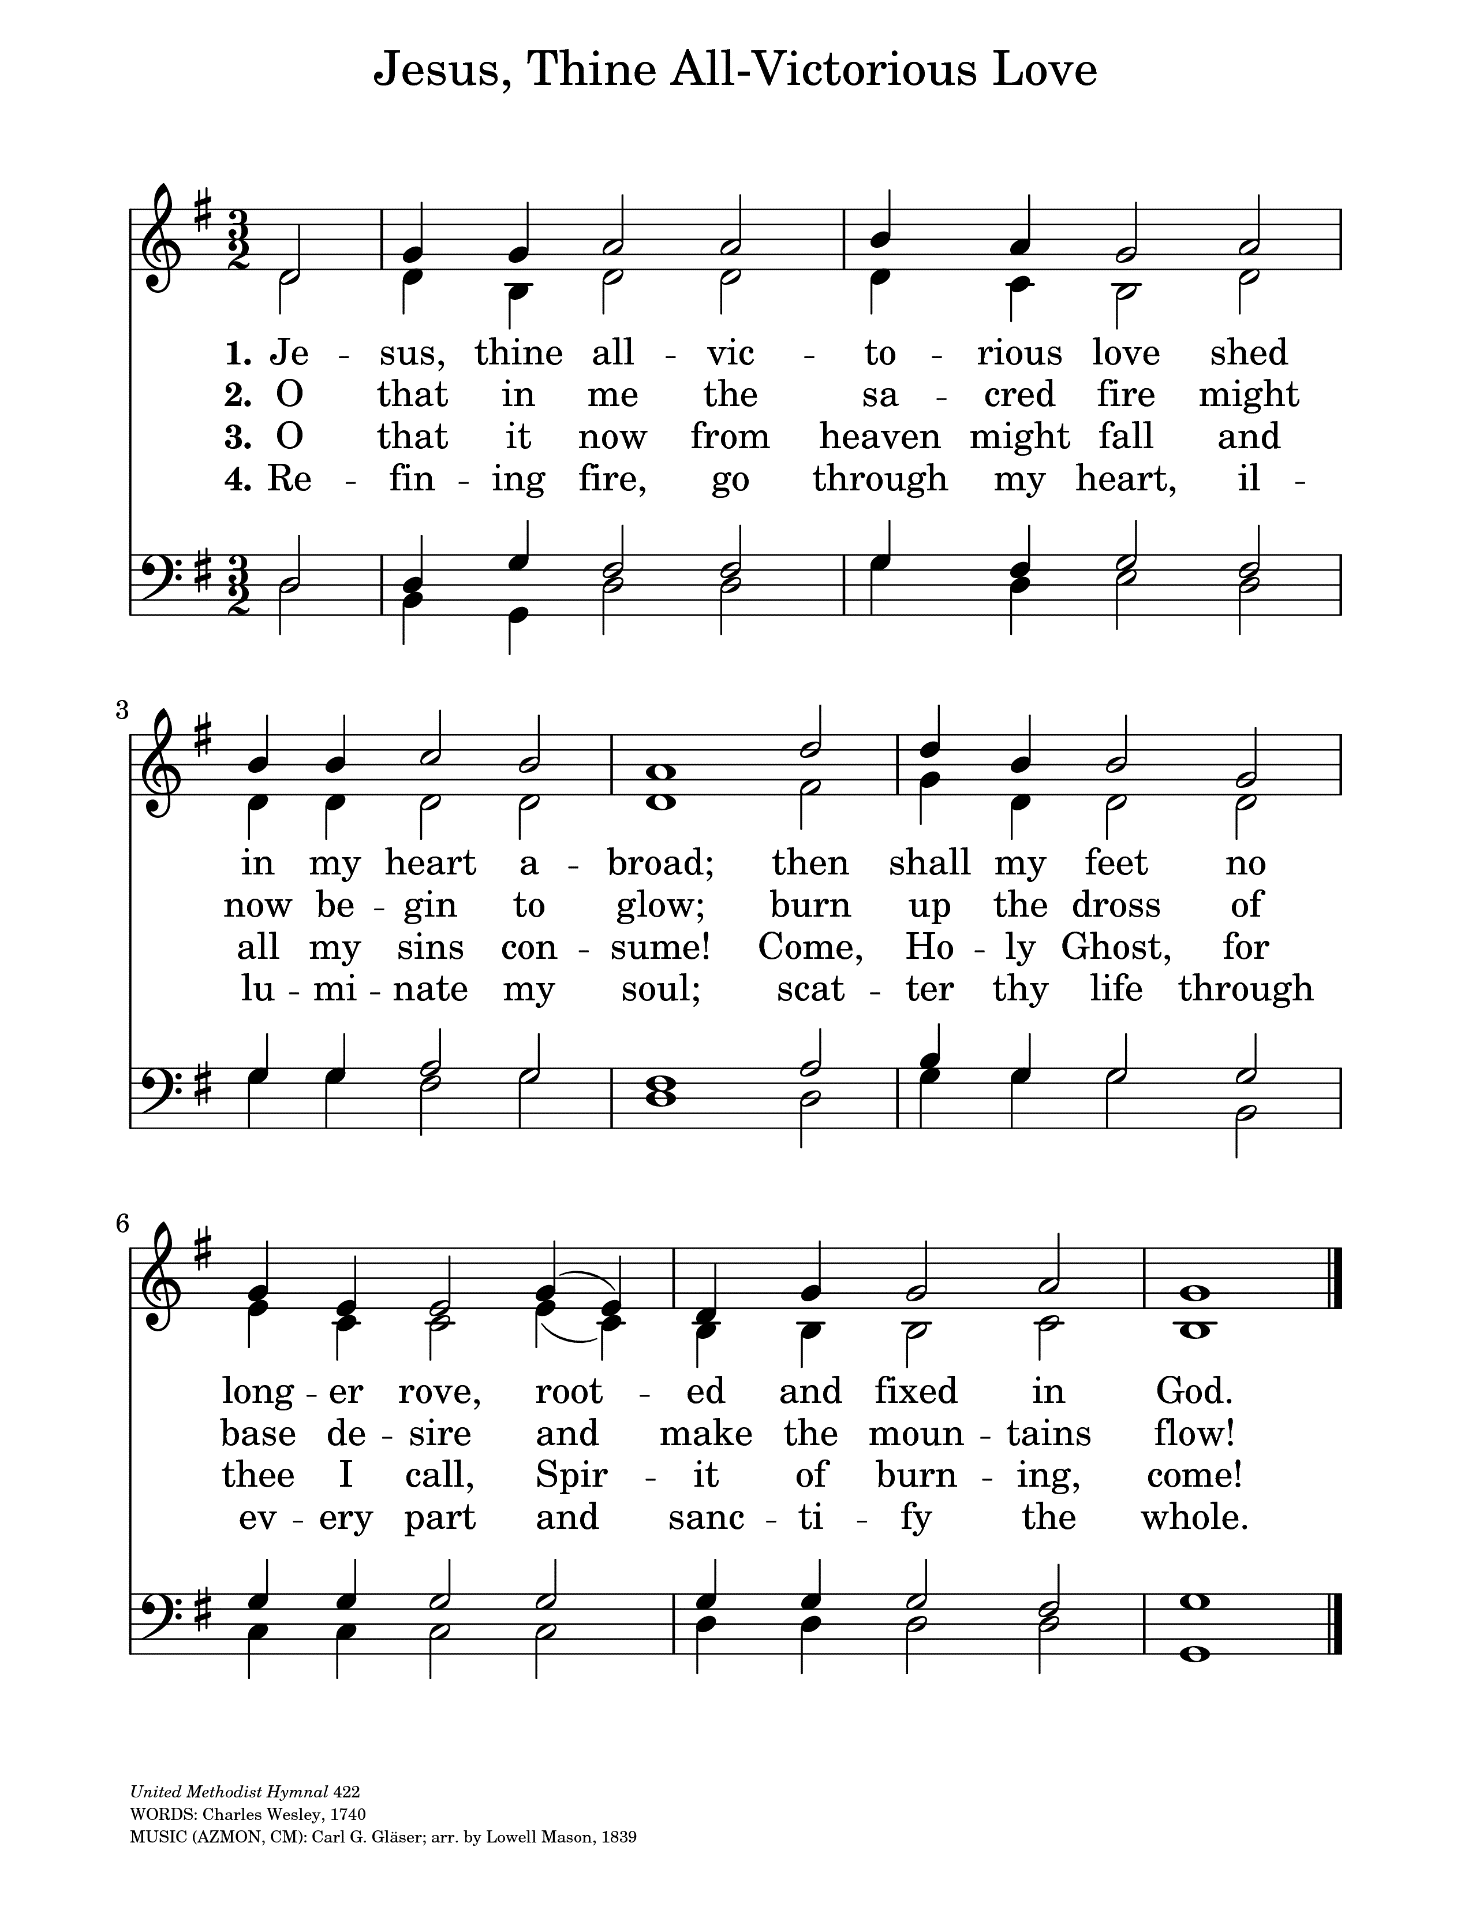 Jesus, Thine All-Victorious Love
3
2
1. Je - sus, thine all - vic - to - rious love shed
2. O that in me the sa - cred fire might
3. O that it now from heaven might fall and
4. Re - fin - ing fire, go through my heart, il -
3
2
3
in my heart a - broad; then shall my feet no
now be - gin to glow; burn up the dross of
all my sins con - sume! Come, Ho - ly Ghost, for
lu - mi - nate my soul; scat - ter thy life through
6
long - er rove, root - ed and fixed in God.
base de - sire and make the moun - tains flow!
thee I call, Spir - it of burn - ing, come!
ev - ery part and sanc - ti - fy the whole.
United Methodist Hymnal 422
WORDS: Charles Wesley, 1740
MUSIC (AZMON, CM): Carl G. Gläser; arr. by Lowell Mason, 1839